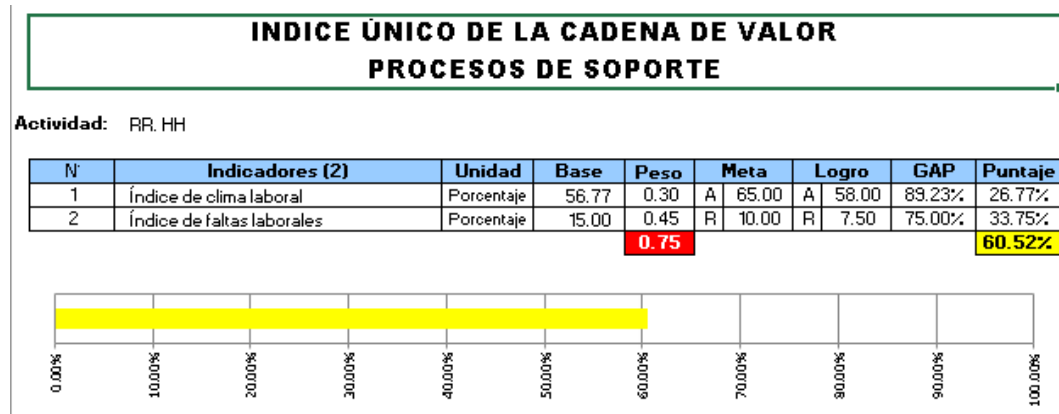 INDICE ÚNICO DE LA CADENA DE VALOR
PROCESOS DE SOPORTE
Actividad: RR. HH
N° Indicadores (2) Unidad Base Peso Meta Logro GAP Puntaje
1 Índice de clima laboral Porcentaje 56.77 0.30 A 65.00 A 58.00 89.23% 26.77%
2 Índice de faltas laborales Porcentaje 15.00 0.45 R 10.00 R 7.50 75.00% 33.75%
0.75 60.52%
0.00% 10.00% 20.00% 30.00% 40.00% 50.00% 60.00% 70.00% 80.00% 90.00% 100.00%